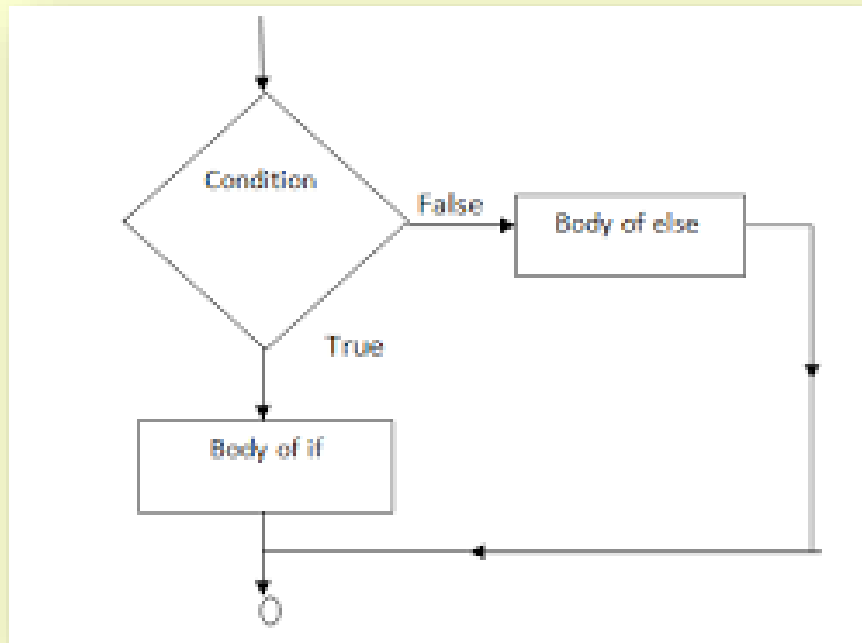 Condition
False
Body of else
True
Body of if